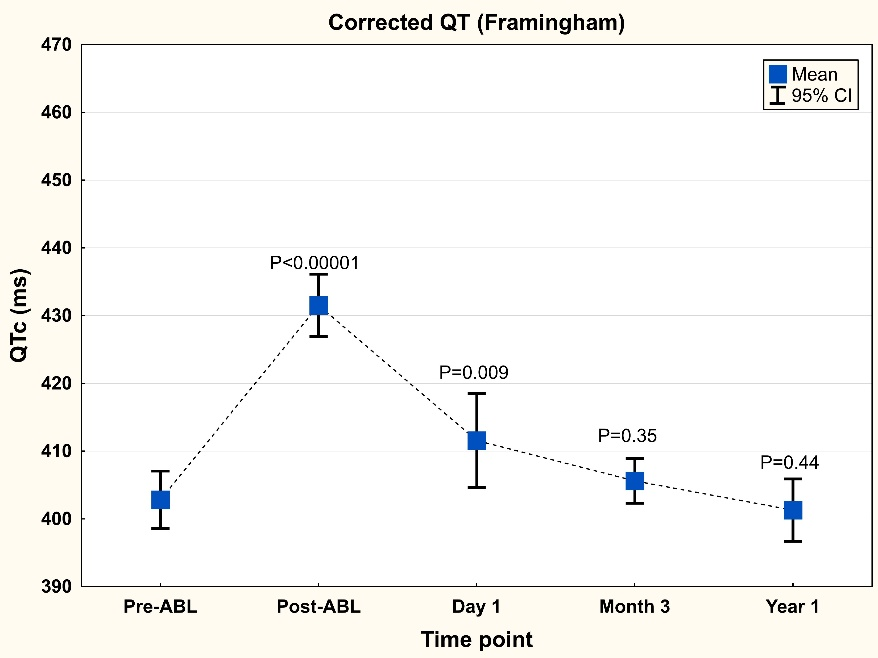 Corrected QT (Framingham)
470
460
450
440
430
420
410
400
390
QTc (ms)
Mean
95% CI
P<0.00001
P=0.009
P=0.35
P=0.44
Pre-ABL
Post-ABL
Day 1
Month 3
Year 1
Time point